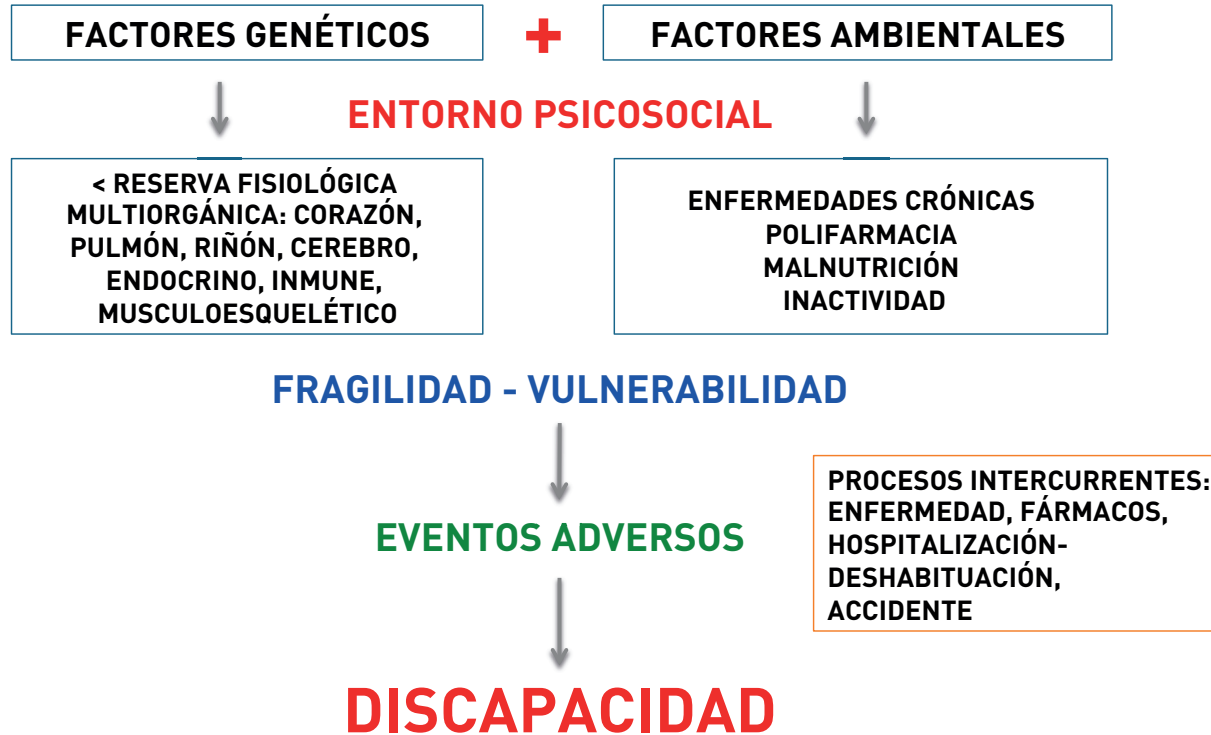 FACTORES GENÉTICOS
+
FACTORES AMBIENTALES
ENTORNO PSICOSOCIAL
< RESERVA FISIOLÓGICA
MULTIORGÁNICA: CORAZÓN,
PULMÓN, RIÑÓN, CEREBRO,
ENDOCRINO, INMUNE,
MUSCULOESQUELÉTICO
ENFERMEDADES CRÓNICAS
POLIFARMACIA
MALNUTRICIÓN
INACTIVIDAD
FRAGILIDAD - VULNERABILIDAD
PROCESOS INTERCURRENTES:
ENFERMEDAD, FÁRMACOS,
HOSPITALIZACIÓN-
DESHABITUACIÓN,
ACCIDENTE
EVENTOS ADVERSOS
DISCAPACIDAD